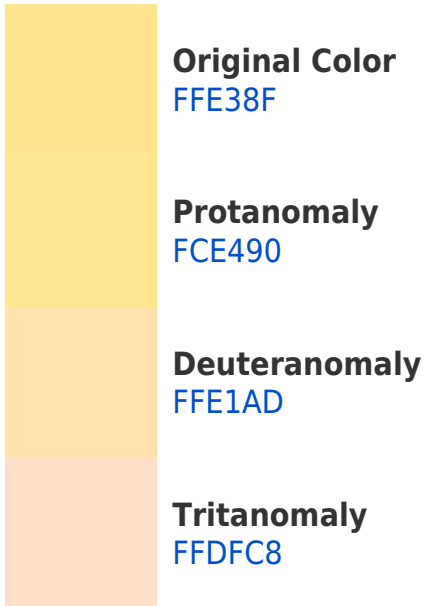 Original Color
FFE38F
Protanomaly
FCE490
Deuteranomaly
FFE1AD
Tritanomaly
FFDFC8